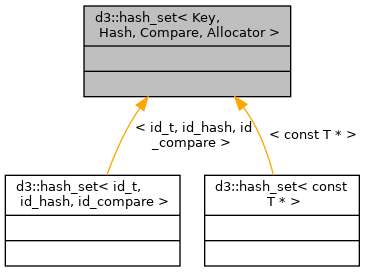 d3::hash_set< Key,
Hash, Compare, Allocator >
< id_t, id_hash, id
_compare >
< const T * >
d3::hash_set< id_t,
id_hash, id_compare >
d3::hash_set< const
T * >